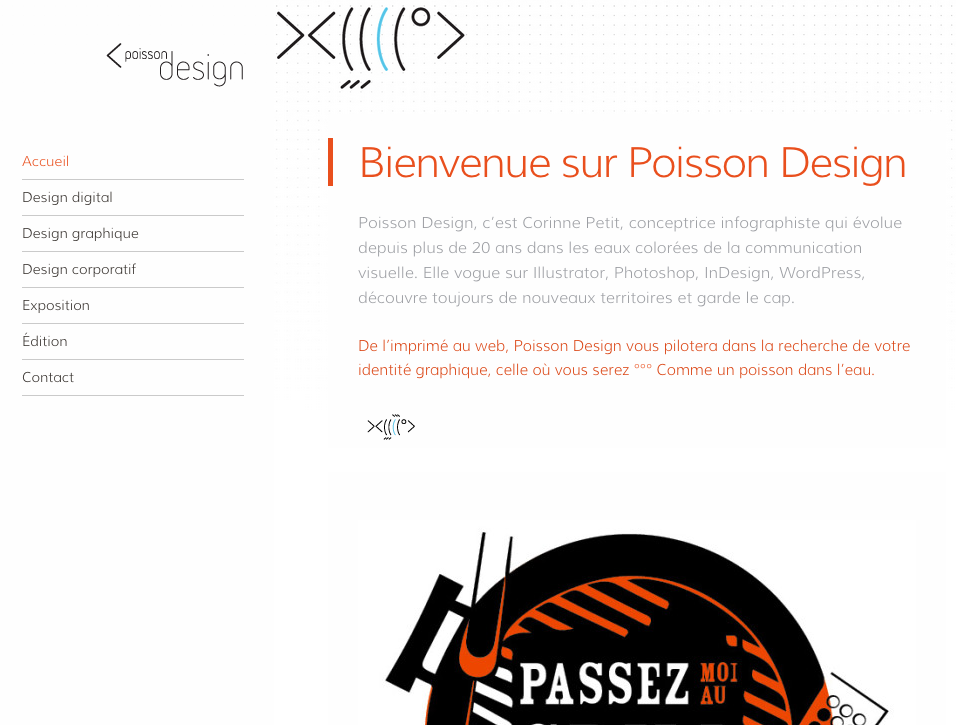 poisson
design
Accueil
Design digital
Design graphique
Design corporatif
Exposition
Édition
Contact
Bienvenue sur Poisson Design
Poisson Design, c'est Corinne Petit, conceptrice infographiste qui évolue
depuis plus de 20 ans dans les eaux colorées de la communication
visuelle. Elle vogue sur Illustrator, Photoshop, InDesign, WordPress,
découvre toujours de nouveaux territoires et garde le cap.
De l'imprimé au web, Poisson Design vous pilotera dans la recherche de votre
identité graphique, celle où vous serez °°° Comme un poisson dans l'eau.
PASSEZ MOI
AU